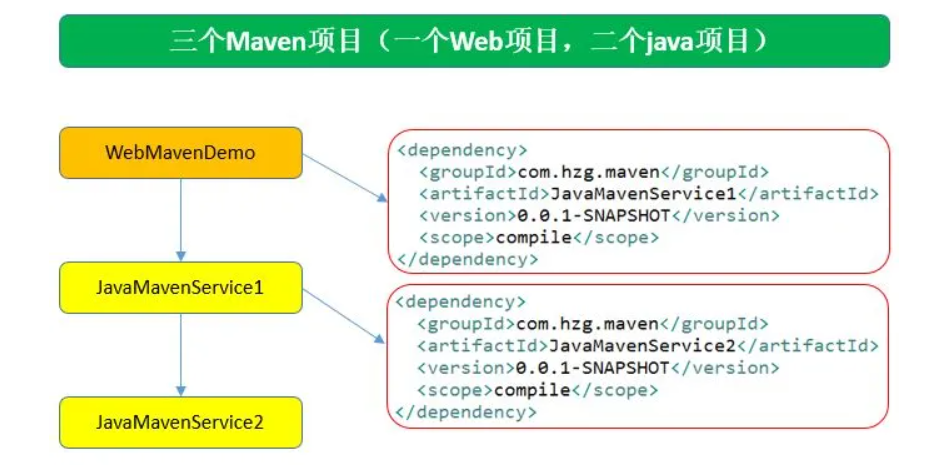 三个Maven项目（一个Web项目，二个java项目）
WebMavenDemo
<dependency>
<groupId>com.hzg.maven</groupId>
<artifactId>JavaMavenService1</artifactId>
<version>0.0.1-SNAPSHOT</version>
<scope>compile</scope>
</dependency>
JavaMavenService1
<dependency>
<groupId>com.hzg.maven</groupId>
<artifactId>JavaMavenService2</artifactId>
<version>0.0.1-SNAPSHOT</version>
<scope>compile</scope>
</dependency>
JavaMavenService2